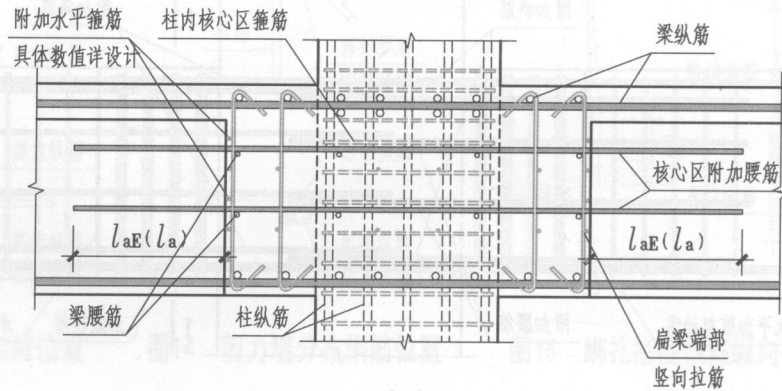 附加水平箍筋
具体数值详设计
柱内核心区箍筋
梁纵筋
核心区附加腰筋
laE(la)
laE(la)
梁腰筋
柱纵筋
扁梁端部
竖向拉筋